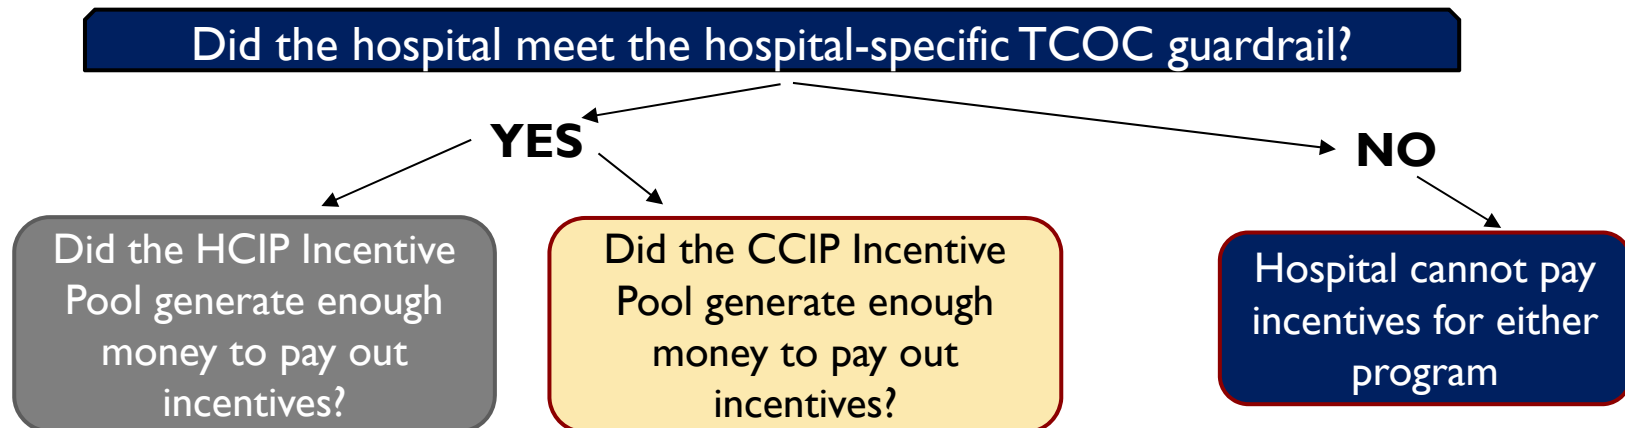 Did the hospital meet the hospital-specific TCOC guardrail?
YES
NO
Did the HCIP Incentive
Pool generate enough
money to pay out
incentives?
Did the CCIP Incentive
Pool generate enough
money to pay out
incentives?
Hospital cannot pay
incentives for either
program